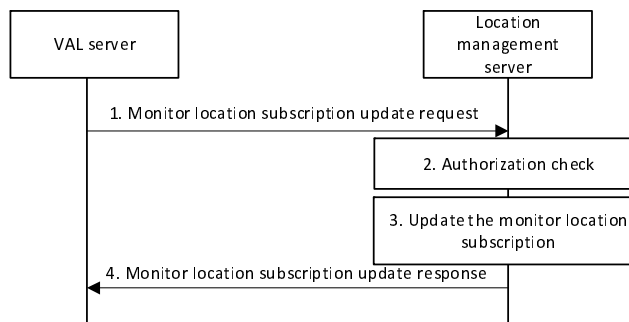 VAL server
Location
management
server
1. Monitor location subscription update request
2. Authorization check
3. Update the monitor location
subscription
4. Monitor location subscription update response